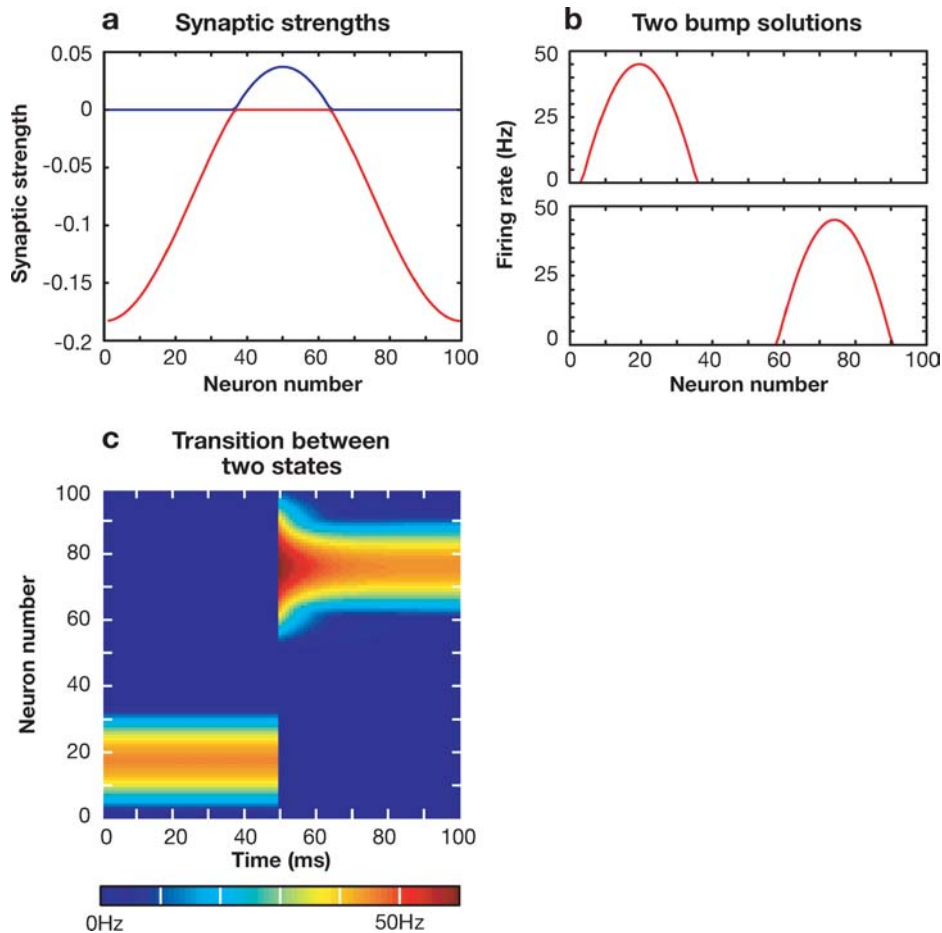 a Synaptic strengths
0.05
0
-0.05
-0.1
-0.15
-0.2
Synaptic strength
0 20 40 60 80 100
Neuron number
b Two bump solutions
50
25
0
50
25
0
Firing rate (Hz)
0 20 40 60 80 100
Neuron number
c Transition between
two states
100
80
60
40
20
0
Neuron number
0 20 40 60 80 100
Time (ms)
0Hz 50Hz